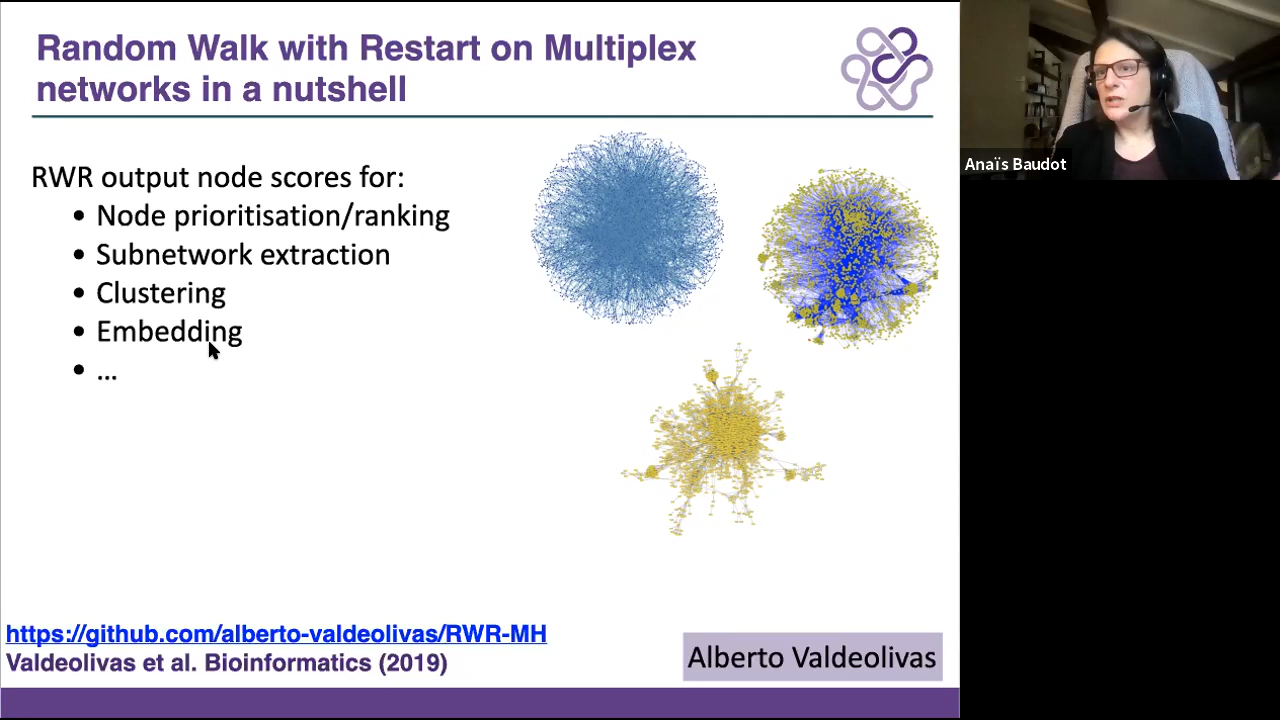 Random Walk with Restart on Multiplex
networks in a nutshell
Anaïs Baudot
RWR output node scores for:
• Node prioritisation/ranking
• Subnetwork extraction
• Clustering
• Embedding
• ...
https://github.com/alberto-valdeolivas/RWR-MH
Valdeolivas et al. Bioinformatics (2019)
Alberto Valdeolivas